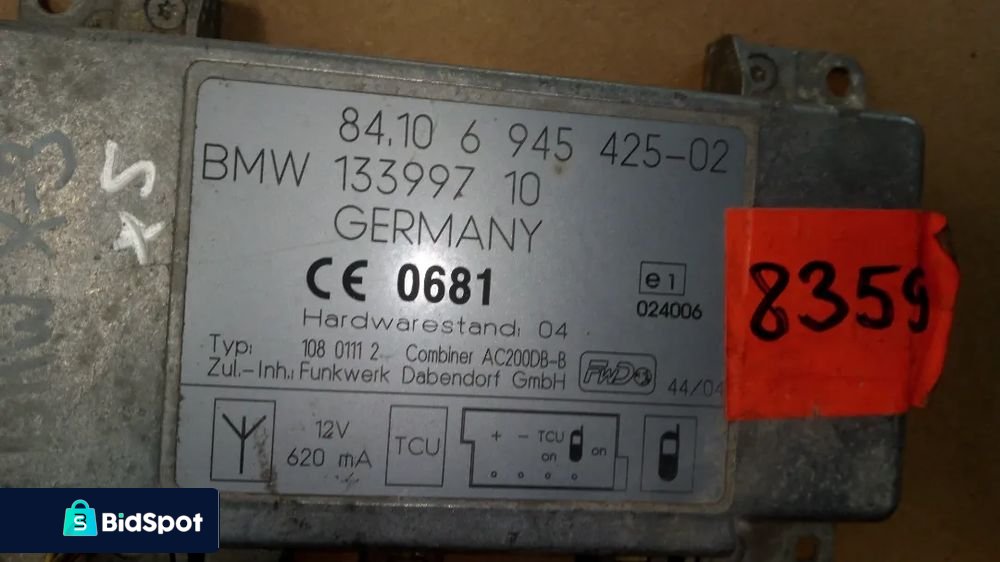 84.10 6 945 425-02
BMW 133997 10
GERMANY
CE 0681
e1
024006
Hardwarestand: 04
Typ: 108 0111 2 Combiner AC200DB-B
Zul.-Inh.: Funkwerk Dabendorf GmbH
FWD
44/04
12V
620 mA
TCU
+ - TCU on on
8359
X5
BidSpot